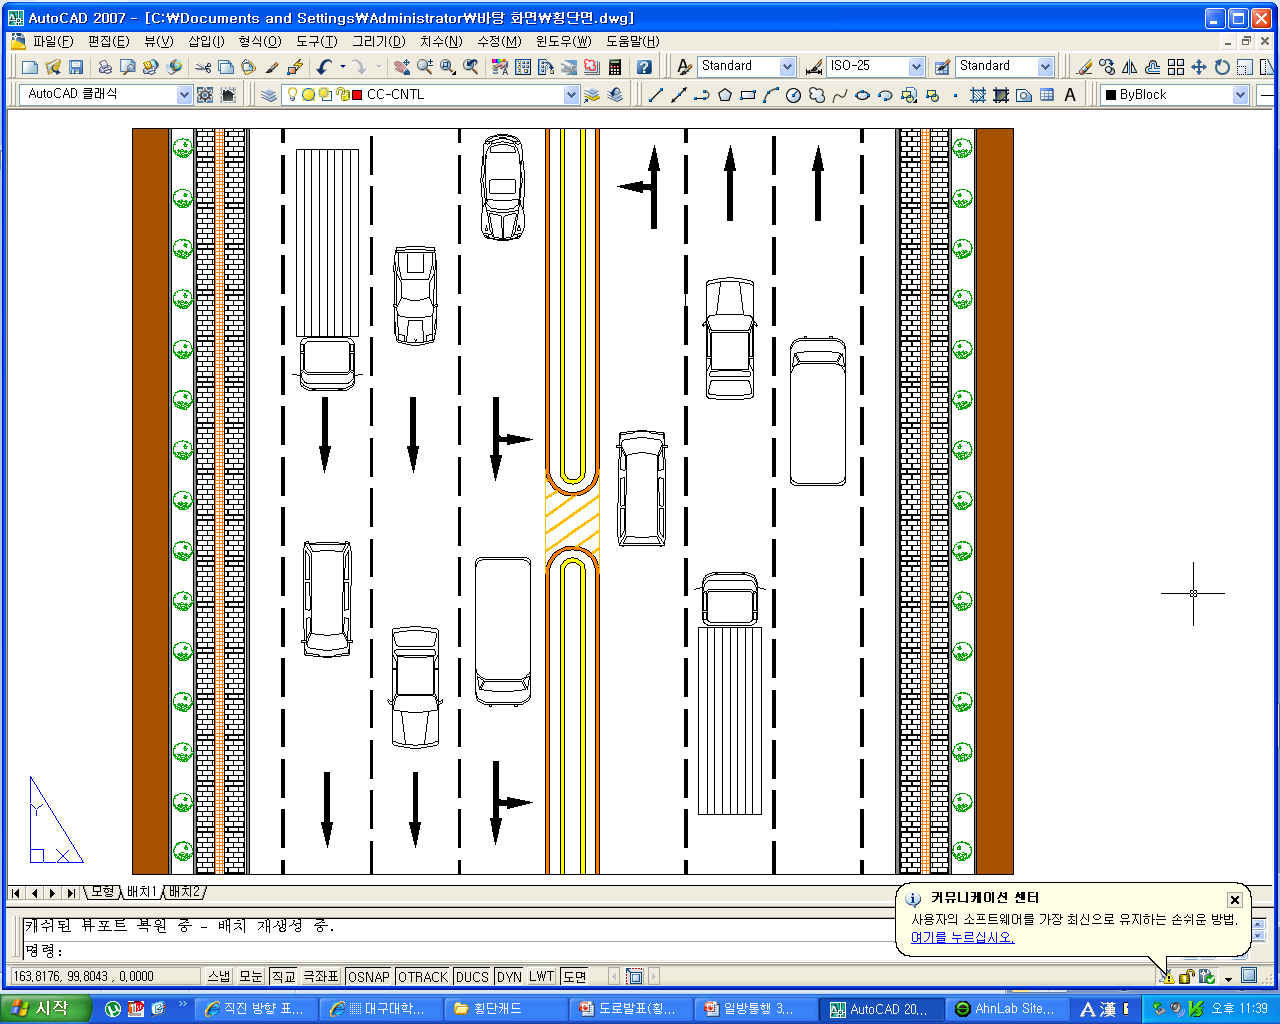 AutoCAD 2007 - [C:₩Documents and Settings₩Administrator₩바탕 화면₩횡단면.dwg]
파일(F) 편집(E) 뷰(V) 삽입(I) 형식(O) 도구(T) 그리기(D) 치수(N) 수정(M) 윈도우(W) 도움말(H)
Standard ISO-25 Standard
AutoCAD 클래식 CC-CNTL A ByBlock
Y
X
모형 배치1 배치2
캐쉬된 뷰포트 복원 중 - 배치 재생성 중.
명령:
커뮤니케이션 센터
사용자의 소프트웨어를 가장 최신으로 유지하는 손쉬운 방법.
여기를 누르십시오.
163.8176, 99.8043 , 0.0000 스냅 모눈 직교 극좌표 OSNAP OTRACK DUCS DYN LWT 도면
시작 » 직진 방향 표... 대구대학... 횡단캐드 도로발표(횡... 일방통행 3... AutoCAD 20... AhnLab Site... A 漢 오후 11:39